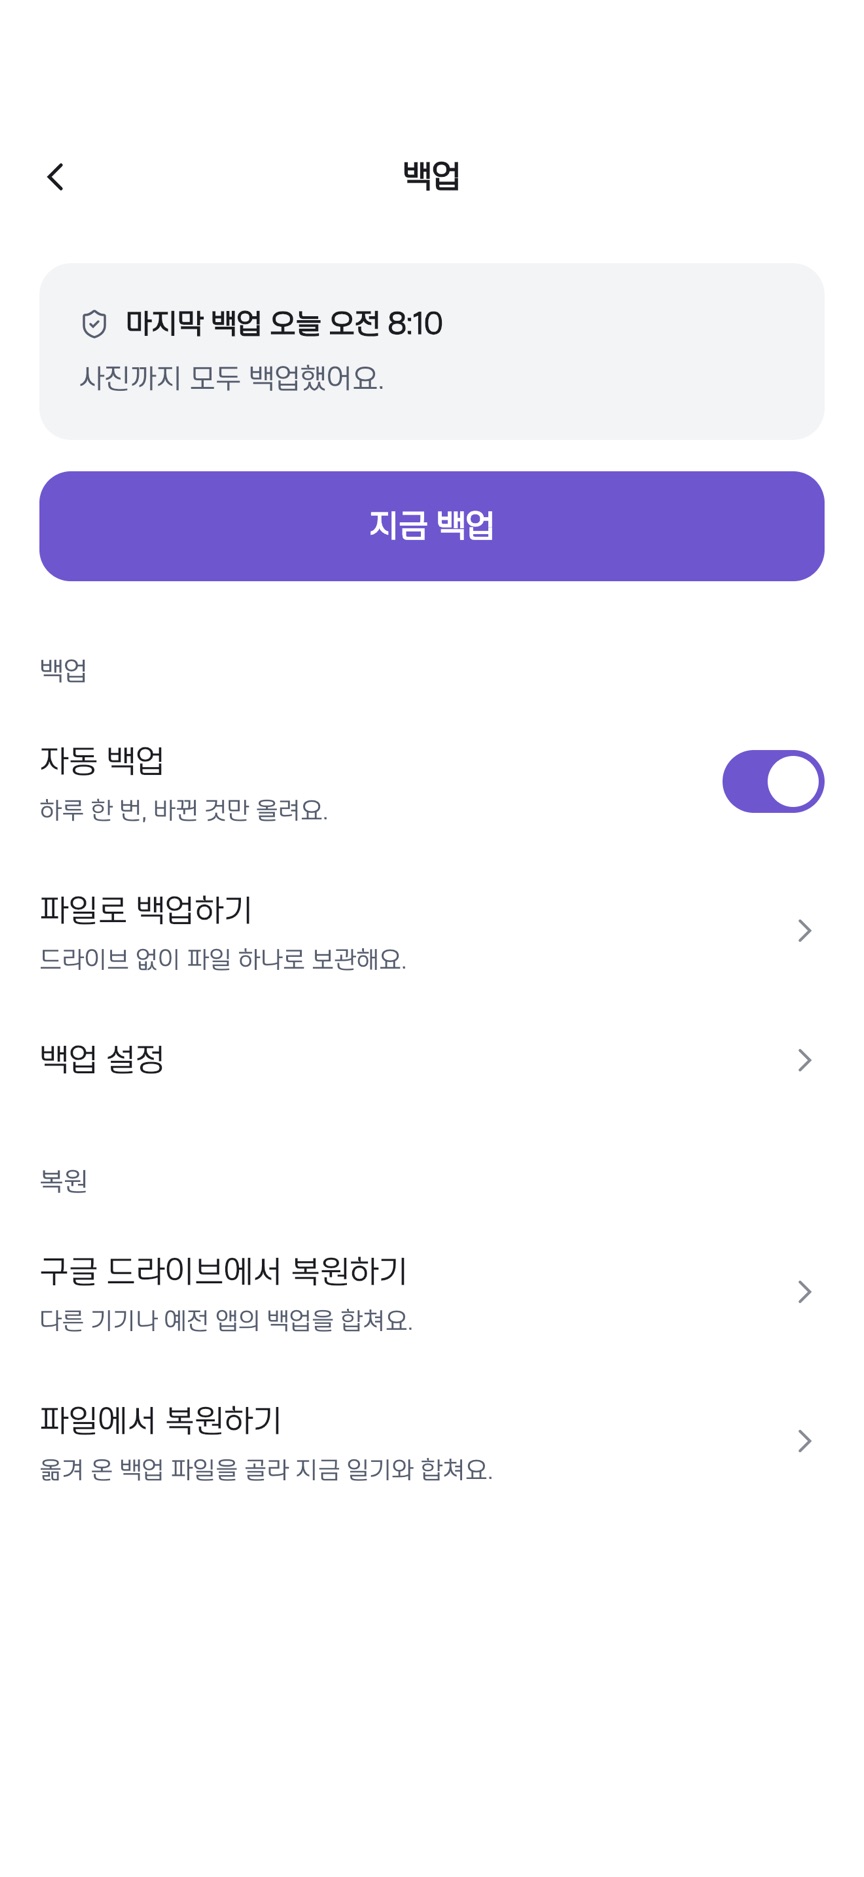 백업
마지막 백업 오늘 오전 8:10
사진까지 모두 백업했어요.
지금 백업
백업
자동 백업
하루 한 번, 바뀐 것만 올려요.
파일로 백업하기
드라이브 없이 파일 하나로 보관해요.
백업 설정
복원
구글 드라이브에서 복원하기
다른 기기나 예전 앱의 백업을 합쳐요.
파일에서 복원하기
옮겨 온 백업 파일을 골라 지금 일기와 합쳐요.